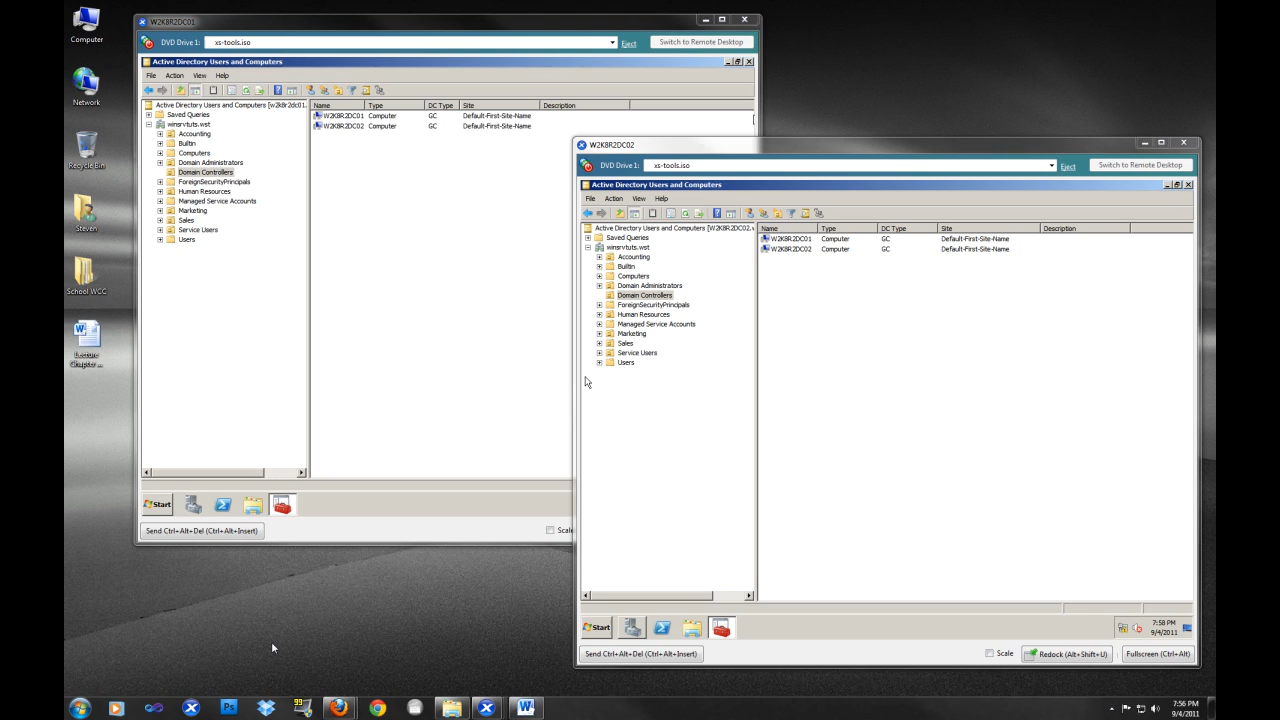 Computer
Network
Recycle Bin
Steven
School WCC
Lecture
Chapter ...
W2K8R2DC01
DVD Drive 1: xs-tools.iso Eject Switch to Remote Desktop
Active Directory Users and Computers
File Action View Help
Active Directory Users and Computers [w2k8r2dc01.
Saved Queries
winsrvtuts.wst
Accounting
Builtin
Computers
Domain Administrators
Domain Controllers
ForeignSecurityPrincipals
Human Resources
Managed Service Accounts
Marketing
Sales
Service Users
Users
Name Type DC Type Site Description
W2K8R2DC01 Computer GC Default-First-Site-Name
W2K8R2DC02 Computer GC Default-First-Site-Name
Start
Send Ctrl+Alt+Del (Ctrl+Alt+Insert) Scale
W2K8R2DC02
DVD Drive 1: xs-tools.iso Eject Switch to Remote Desktop
Active Directory Users and Computers
File Action View Help
Active Directory Users and Computers [W2K8R2DC02.w
Saved Queries
winsrvtuts.wst
Accounting
Builtin
Computers
Domain Administrators
Domain Controllers
ForeignSecurityPrincipals
Human Resources
Managed Service Accounts
Marketing
Sales
Service Users
Users
Name Type DC Type Site Description
W2K8R2DC01 Computer GC Default-First-Site-Name
W2K8R2DC02 Computer GC Default-First-Site-Name
Start
7:58 PM
9/4/2011
Send Ctrl+Alt+Del (Ctrl+Alt+Insert) Scale Redock (Alt+Shift+U) Fullscreen (Ctrl+Alt)
Ps
99
W
7:56 PM
9/4/2011